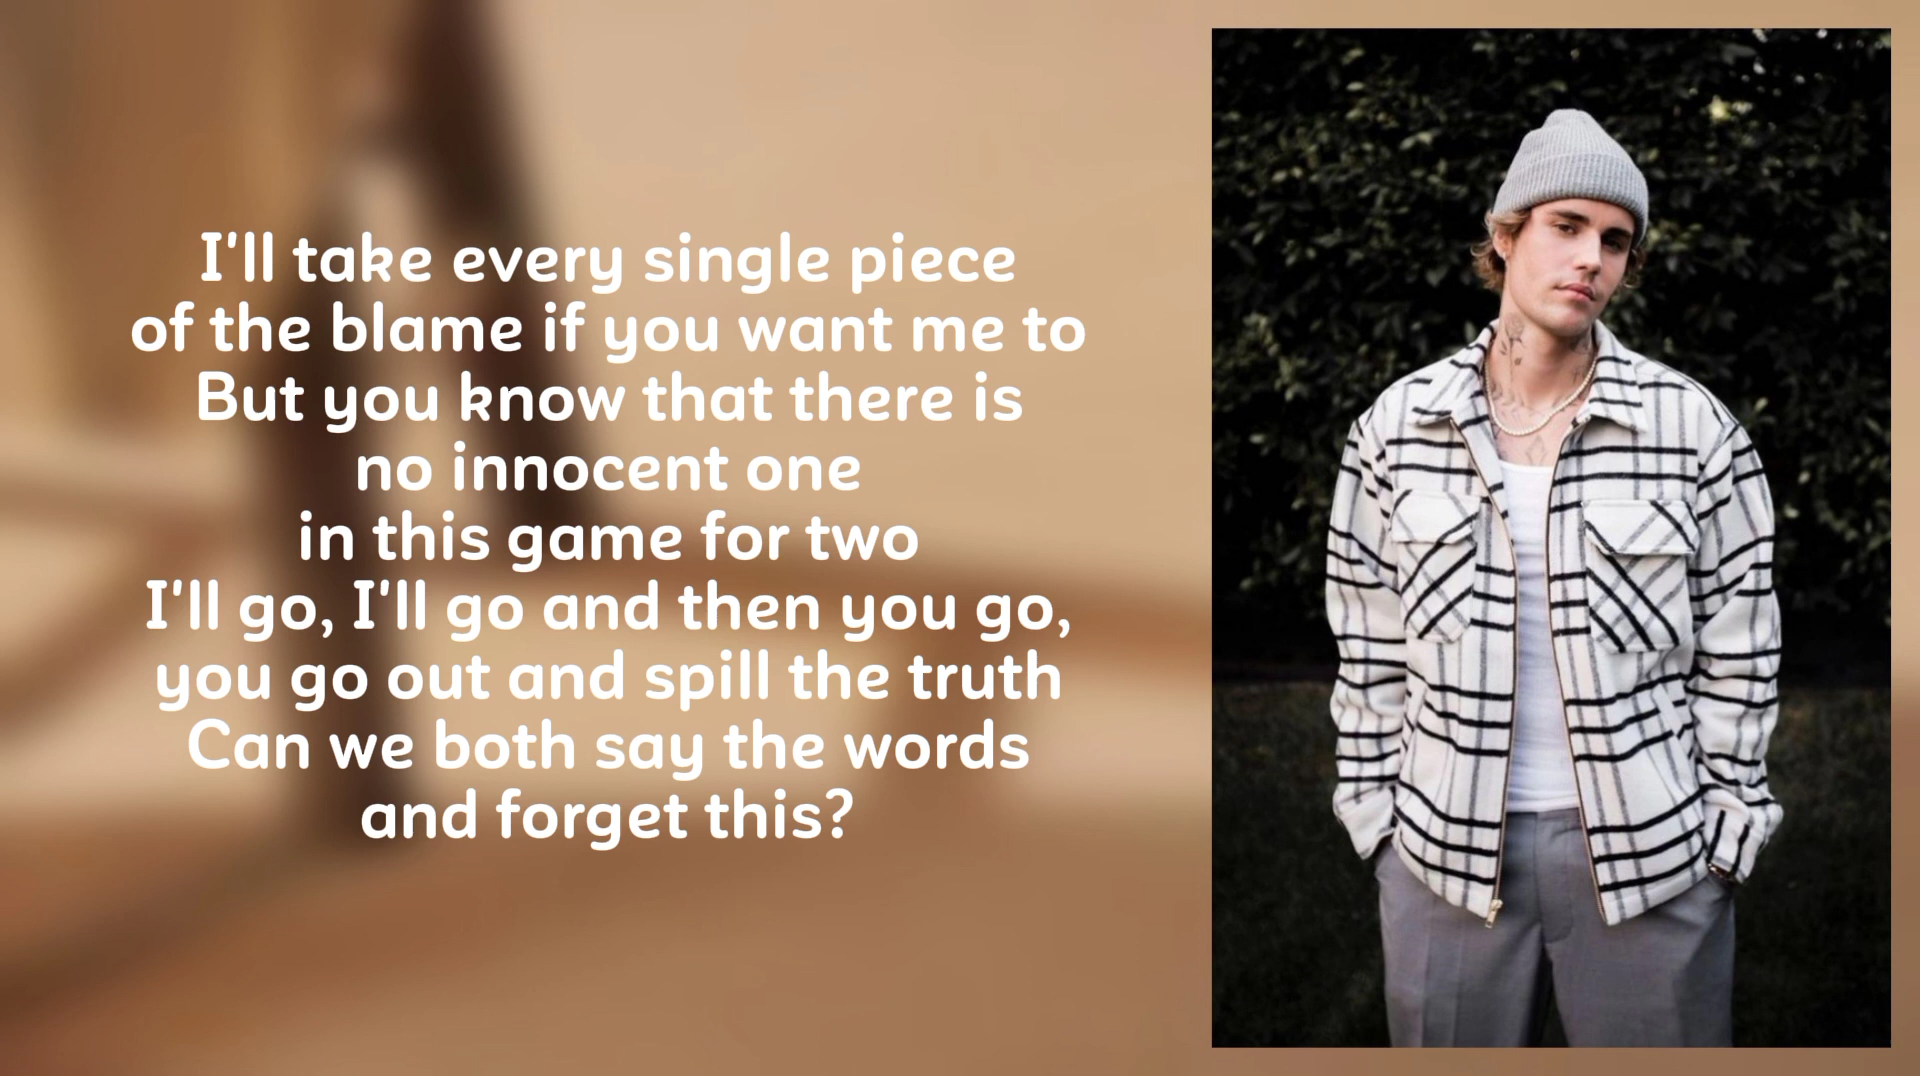 I'll take every single piece
of the blame if you want me to
But you know that there is
no innocent one
in this game for two
I'll go, I'll go and then you go,
you go out and spill the truth
Can we both say the words
and forget this?